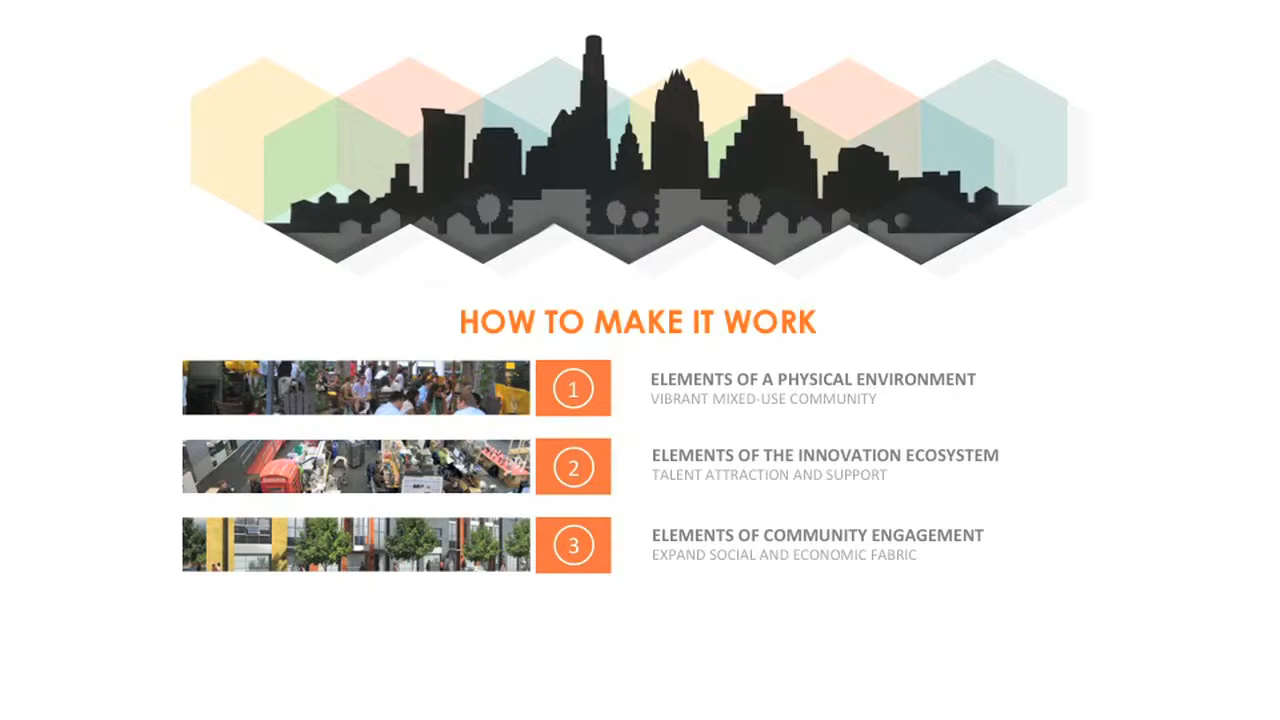 HOW TO MAKE IT WORK
1
ELEMENTS OF A PHYSICAL ENVIRONMENT
VIBRANT MIXED-USE COMMUNITY
2
ELEMENTS OF THE INNOVATION ECOSYSTEM
TALENT ATTRACTION AND SUPPORT
3
ELEMENTS OF COMMUNITY ENGAGEMENT
EXPAND SOCIAL AND ECONOMIC FABRIC